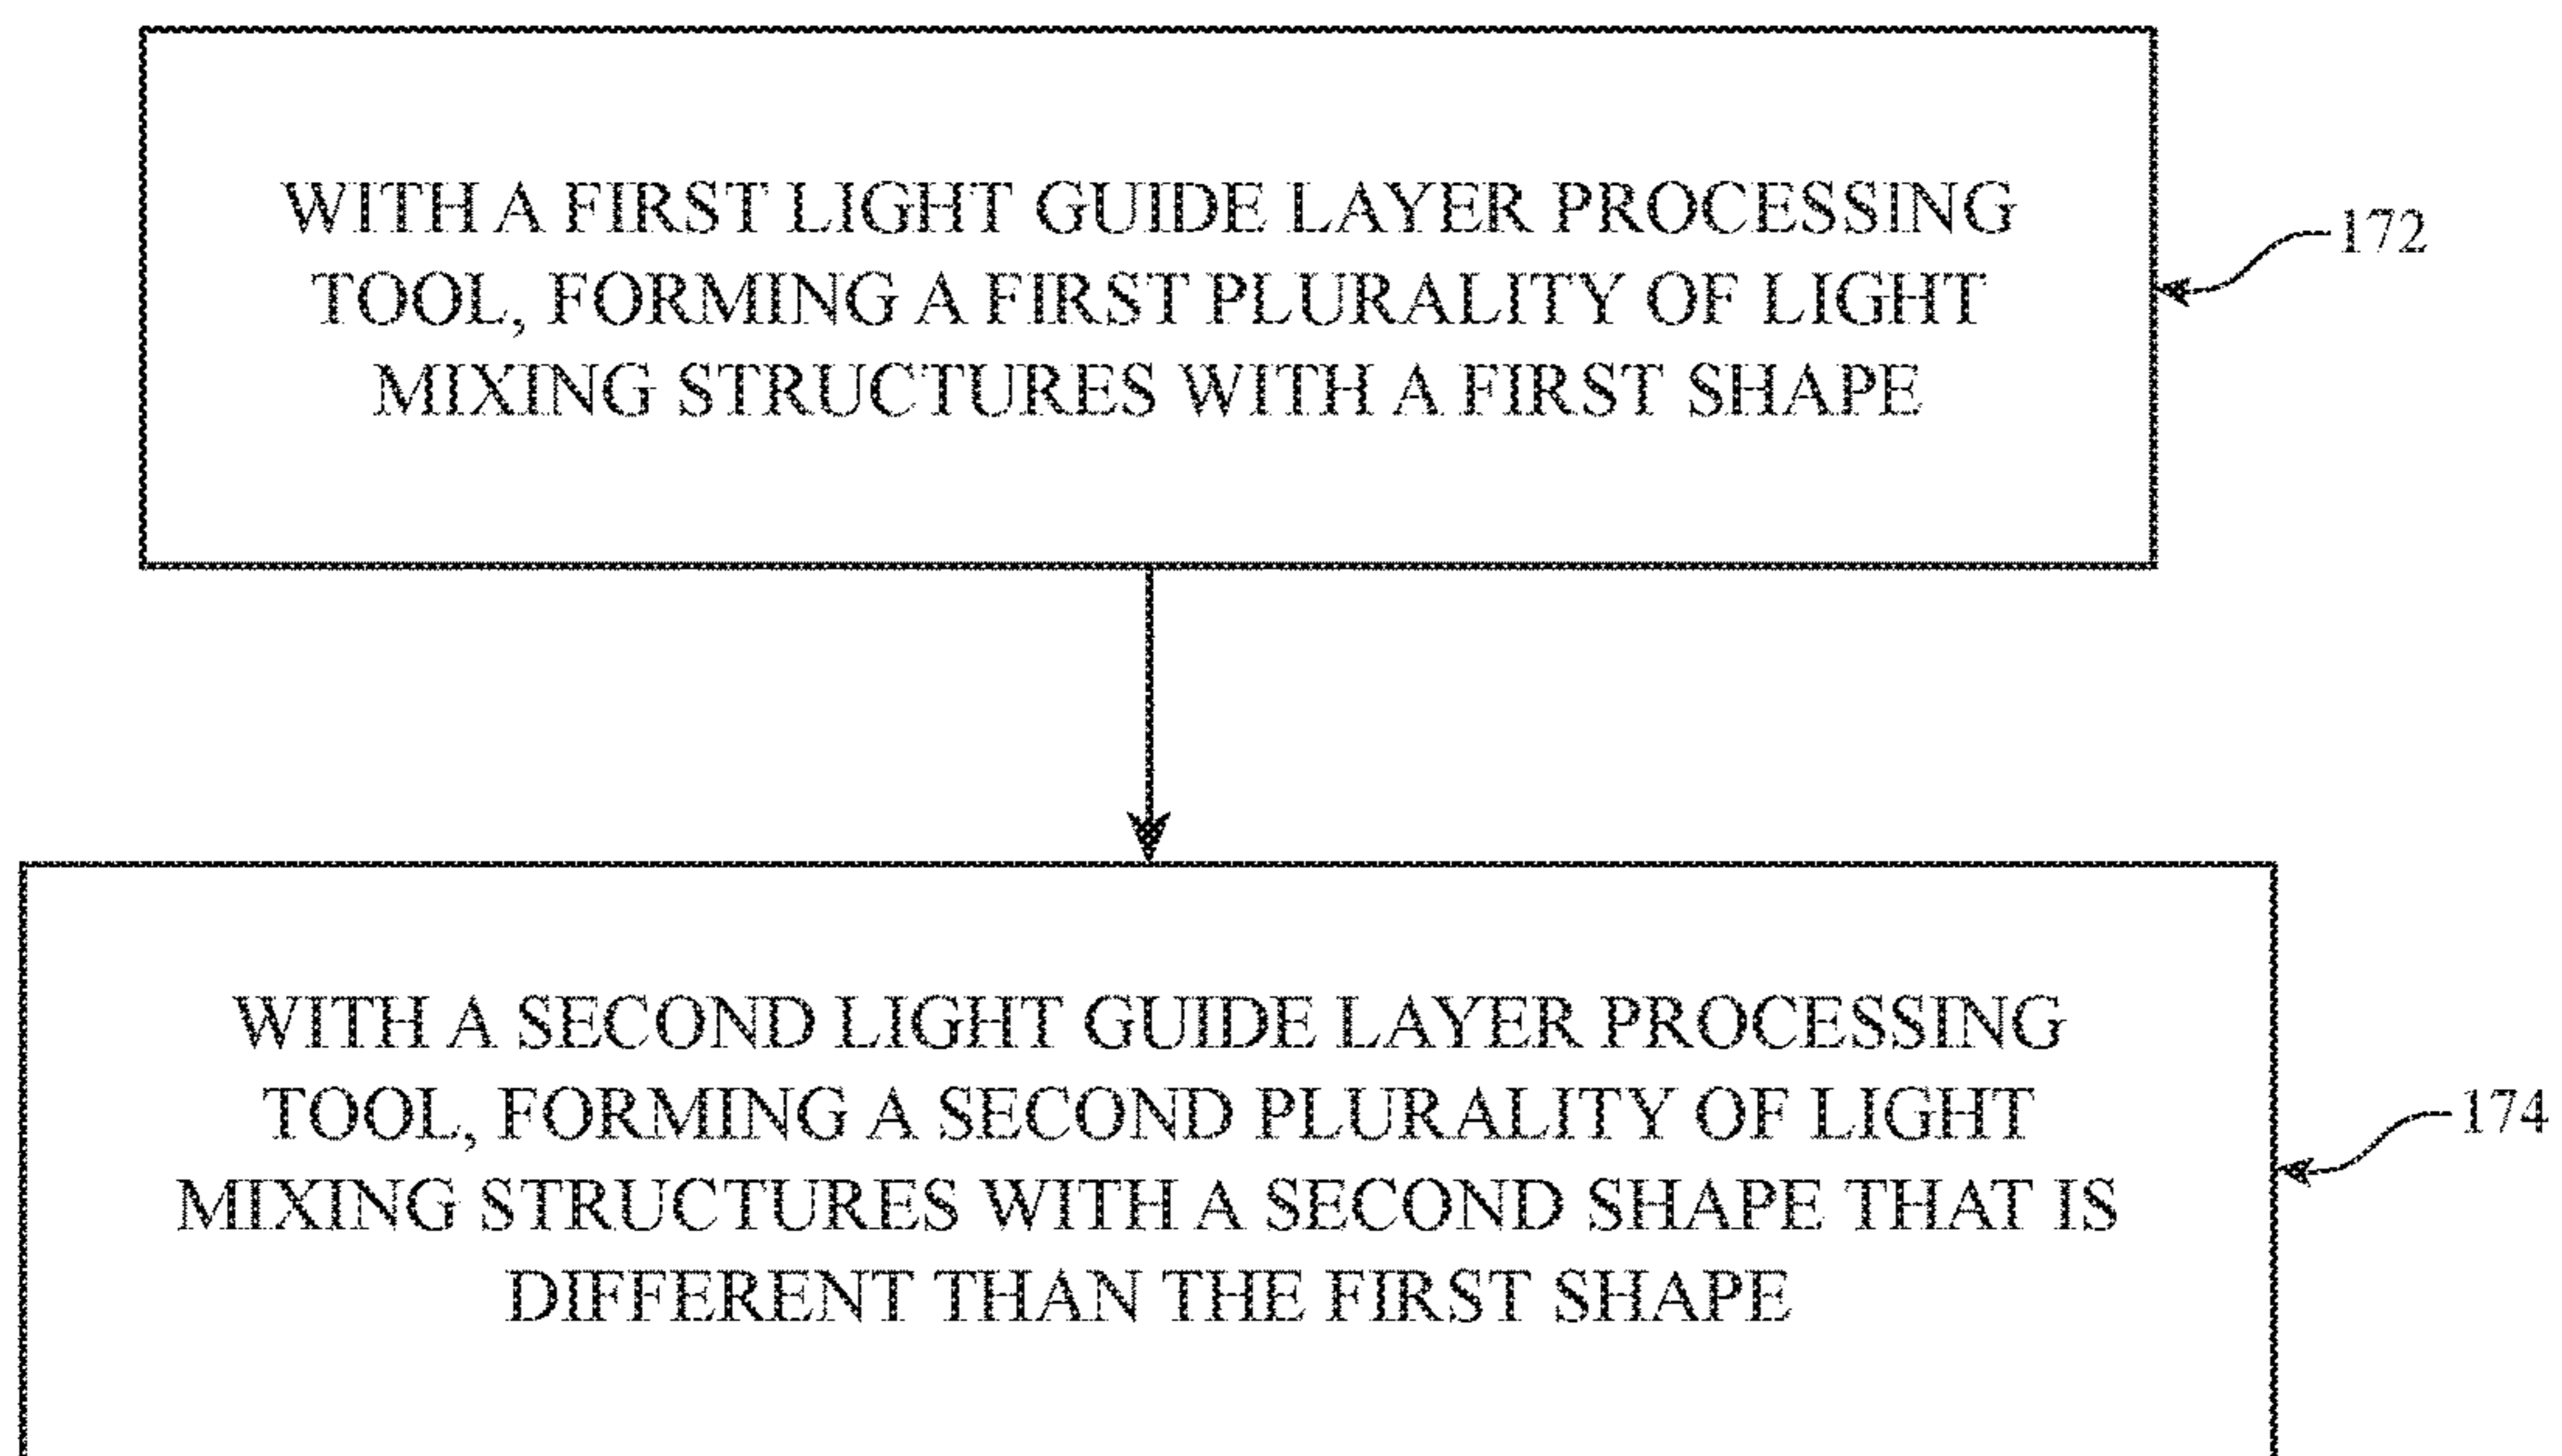 WITH A FIRST LIGHT GUIDE LAYER PROCESSING
TOOL, FORMING A FIRST PLURALITY OF LIGHT
MIXING STRUCTURES WITH A FIRST SHAPE
172
WITH A SECOND LIGHT GUIDE LAYER PROCESSING
TOOL, FORMING A SECOND PLURALITY OF LIGHT
MIXING STRUCTURES WITH A SECOND SHAPE THAT IS
DIFFERENT THAN THE FIRST SHAPE
174